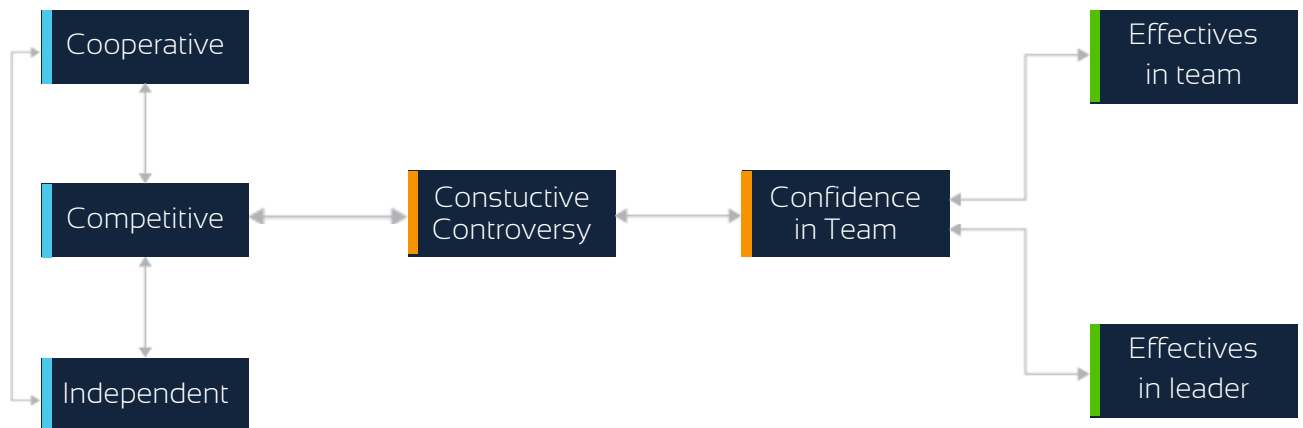 Cooperative
Effectives
in team
Competitive
Constuctive
Controversy
Confidence
in Team
Independent
Effectives
in leader